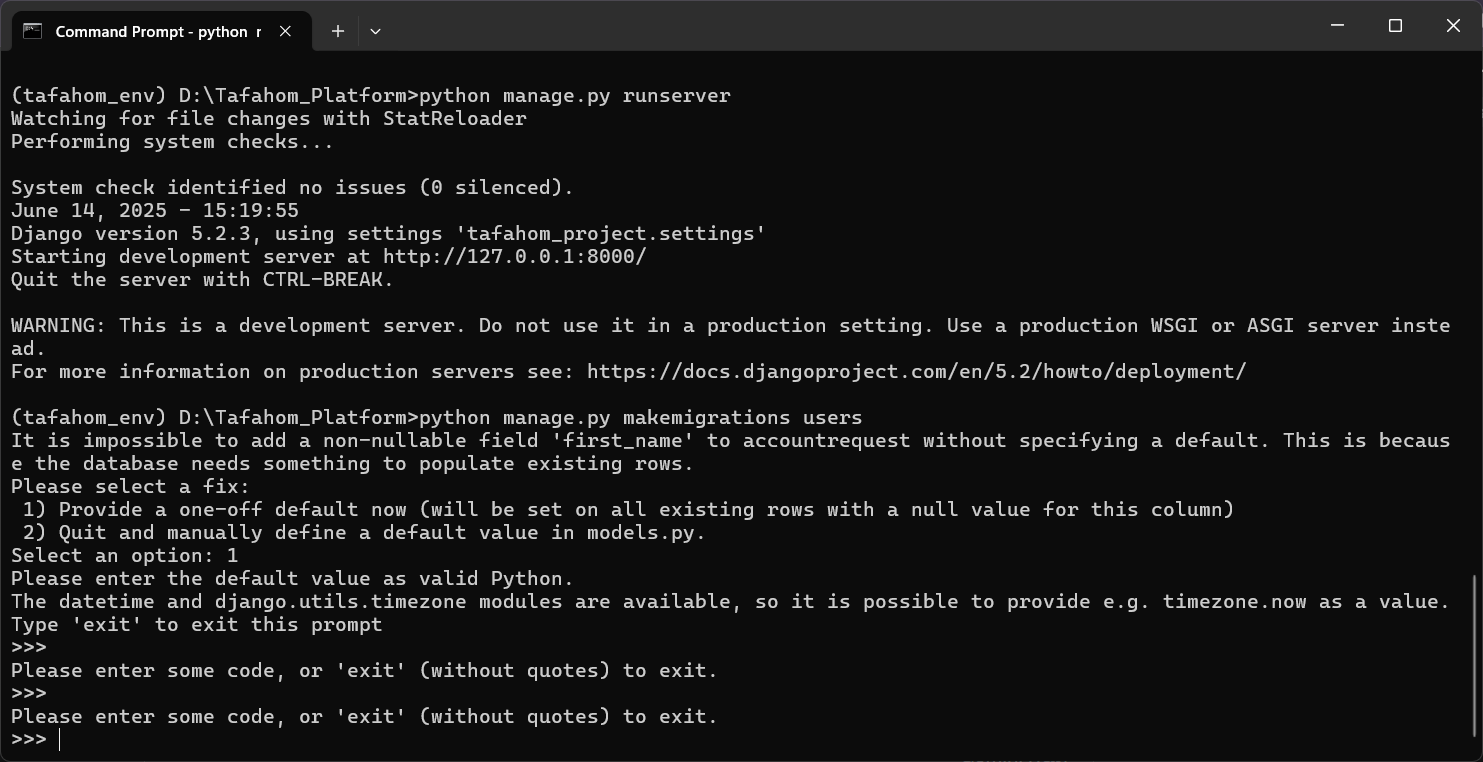 Command Prompt - python r
(tafahom_env) D:\Tafahom_Platform>python manage.py runserver
Watching for file changes with StatReloader
Performing system checks...
System check identified no issues (0 silenced).
June 14, 2025 - 15:19:55
Django version 5.2.3, using settings 'tafahom_project.settings'
Starting development server at http://127.0.0.1:8000/
Quit the server with CTRL-BREAK.
WARNING: This is a development server. Do not use it in a production setting. Use a production WSGI or ASGI server inste
ad.
For more information on production servers see: https://docs.djangoproject.com/en/5.2/howto/deployment/
(tafahom_env) D:\Tafahom_Platform>python manage.py makemigrations users
It is impossible to add a non-nullable field 'first_name' to accountrequest without specifying a default. This is becaus
e the database needs something to populate existing rows.
Please select a fix:
 1) Provide a one-off default now (will be set on all existing rows with a null value for this column)
 2) Quit and manually define a default value in models.py.
Select an option: 1
Please enter the default value as valid Python.
The datetime and django.utils.timezone modules are available, so it is possible to provide e.g. timezone.now as a value.
Type 'exit' to exit this prompt
>>>
Please enter some code, or 'exit' (without quotes) to exit.
>>>
Please enter some code, or 'exit' (without quotes) to exit.
>>>